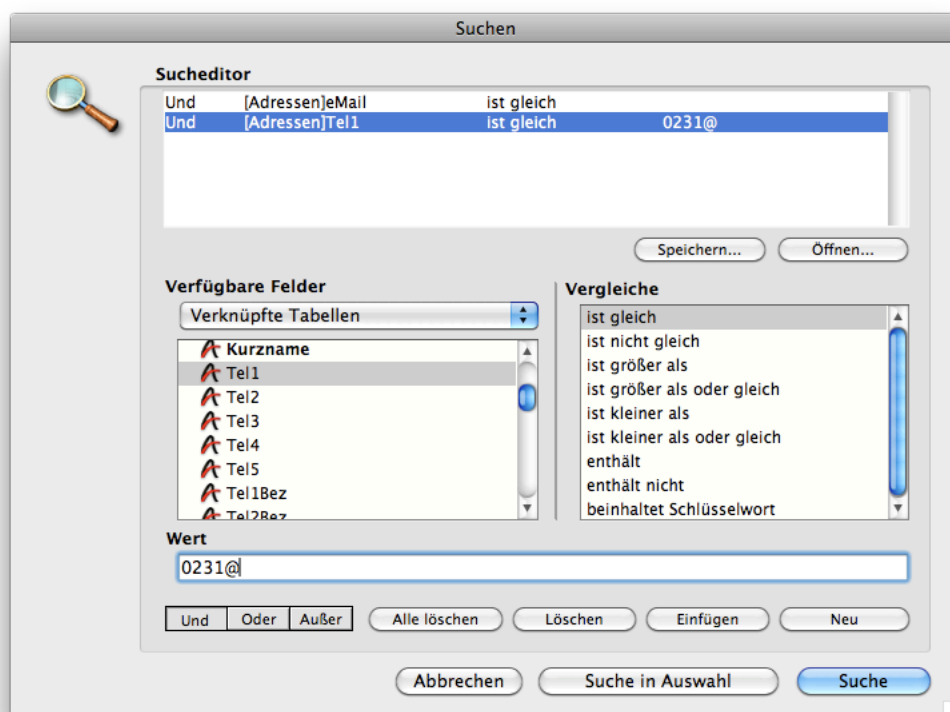 Suchen
Sucheditor
Und [Adressen]eMail ist gleich
Und [Adressen]Tel1 ist gleich 0231@
Speichern... Öffnen...
Verfügbare Felder
Verknüpfte Tabellen
Kurzname
Tel1
Tel2
Tel3
Tel4
Tel5
Tel1Bez
Tel2Bez
Vergleiche
ist gleich
ist nicht gleich
ist größer als
ist größer als oder gleich
ist kleiner als
ist kleiner als oder gleich
enthält
enthält nicht
beinhaltet Schlüsselwort
Wert
0231@
Und Oder Außer Alle löschen Löschen Einfügen Neu
Abbrechen Suche in Auswahl Suche